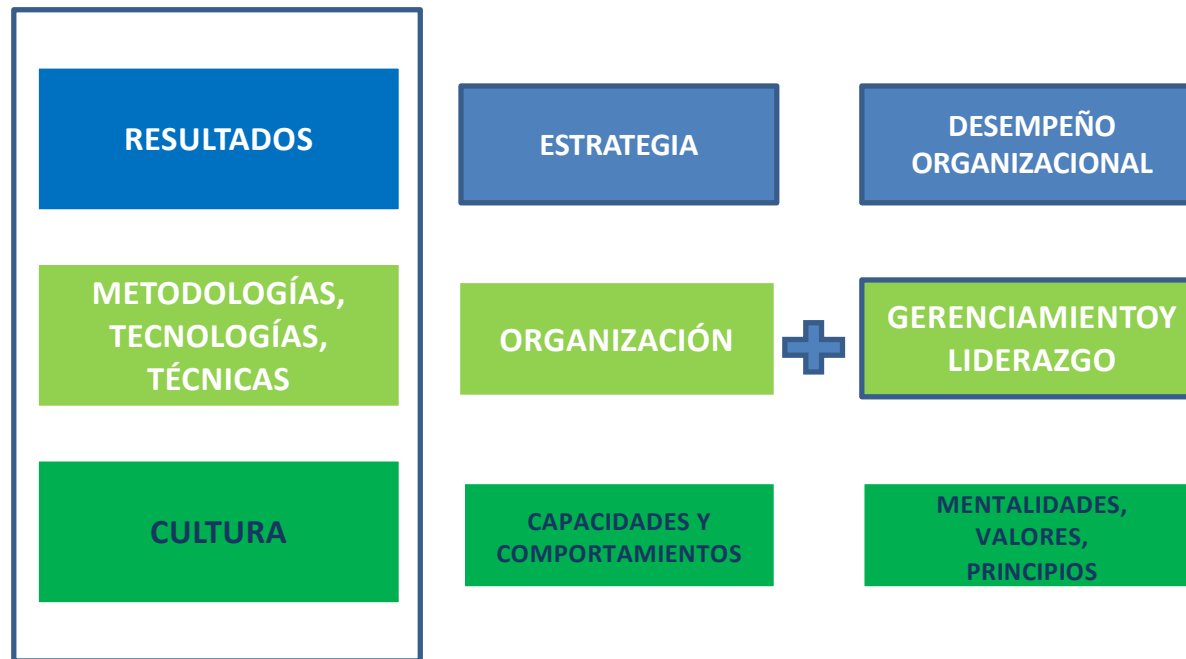 RESULTADOS
ESTRATEGIA
DESEMPEÑO
ORGANIZACIONAL
METODOLOGÍAS,
TECNOLOGÍAS,
TÉCNICAS
ORGANIZACIÓN
GERENCIAMIENTOY
LIDERAZGO
CULTURA
CAPACIDADES Y
COMPORTAMIENTOS
MENTALIDADES,
VALORES,
PRINCIPIOS